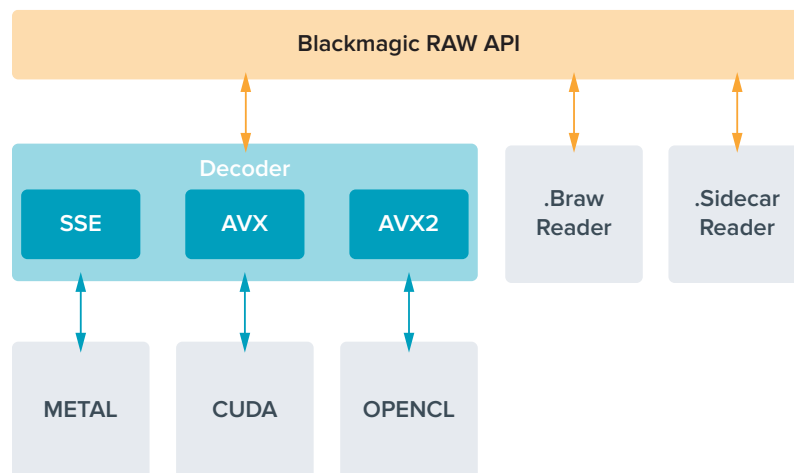 Blackmagic RAW API
Decoder
SSE
AVX
AVX2
.Braw
Reader
.Sidecar
Reader
METAL
CUDA
OPENCL